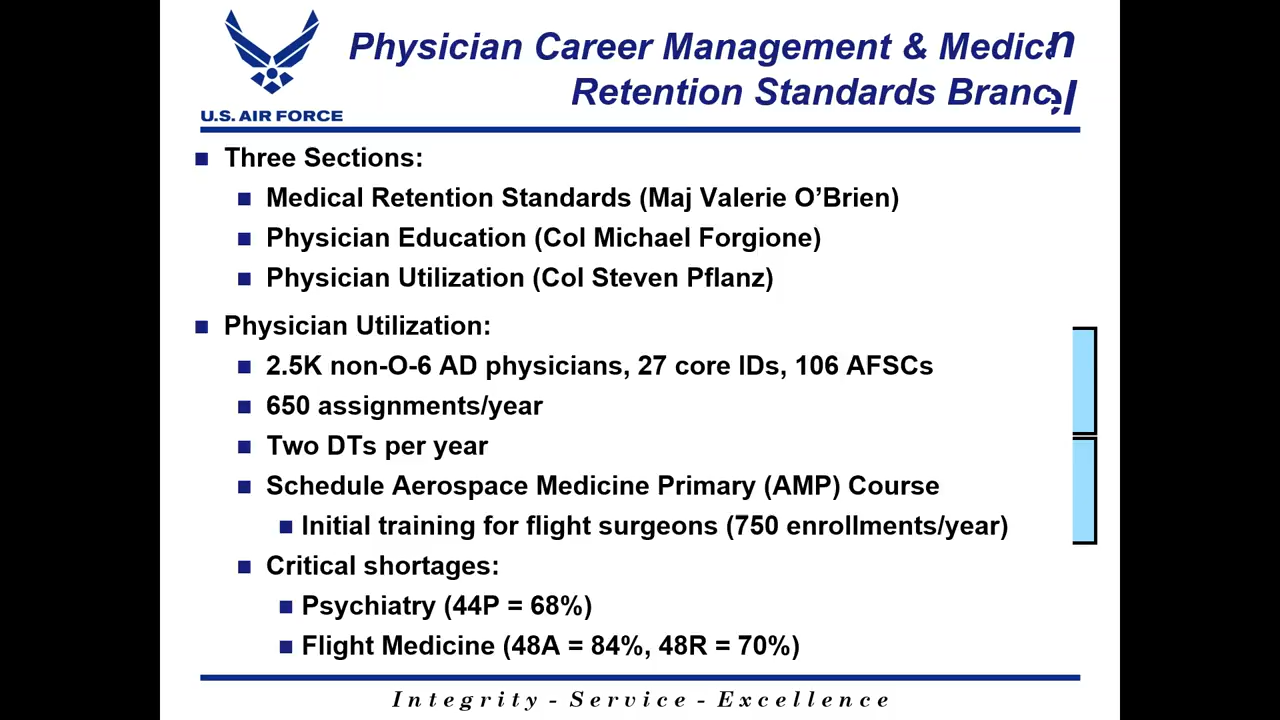 Physician Career Management & Medical
Retention Standards Branch
U.S. AIR FORCE
Three Sections:
Medical Retention Standards (Maj Valerie O’Brien)
Physician Education (Col Michael Forgione)
Physician Utilization (Col Steven Pflanz)
Physician Utilization:
2.5K non-O-6 AD physicians, 27 core IDs, 106 AFSCs
650 assignments/year
Two DTs per year
Schedule Aerospace Medicine Primary (AMP) Course
Initial training for flight surgeons (750 enrollments/year)
Critical shortages:
Psychiatry (44P = 68%)
Flight Medicine (48A = 84%, 48R = 70%)
Integrity - Service - Excellence